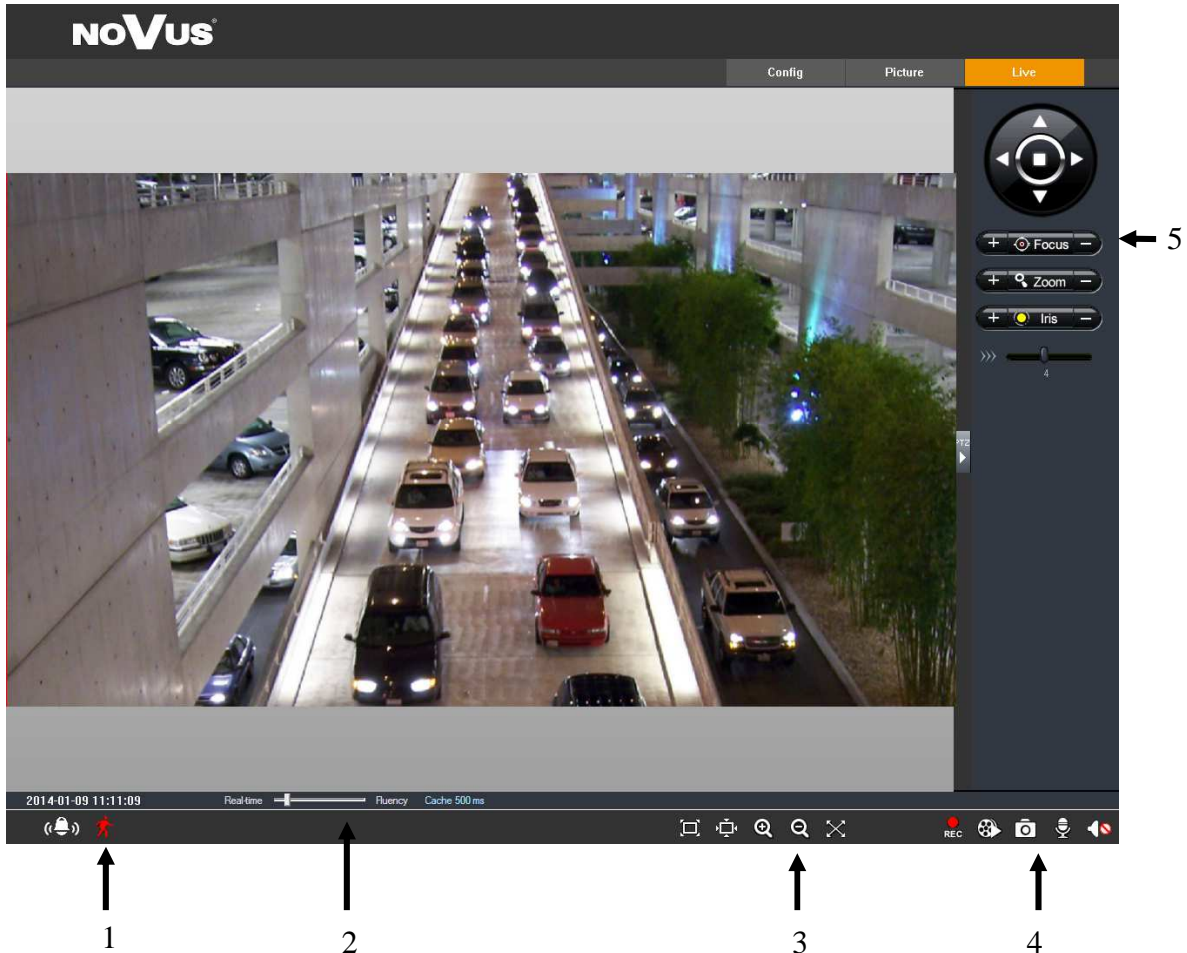 NOVUS®
Config Picture Live
+ Focus −
+ Zoom −
+ Iris −
4
PTZ
2014-01-09 11:11:09 Real-time Fluency Cache 500 ms
REC
1 2 3 4 5